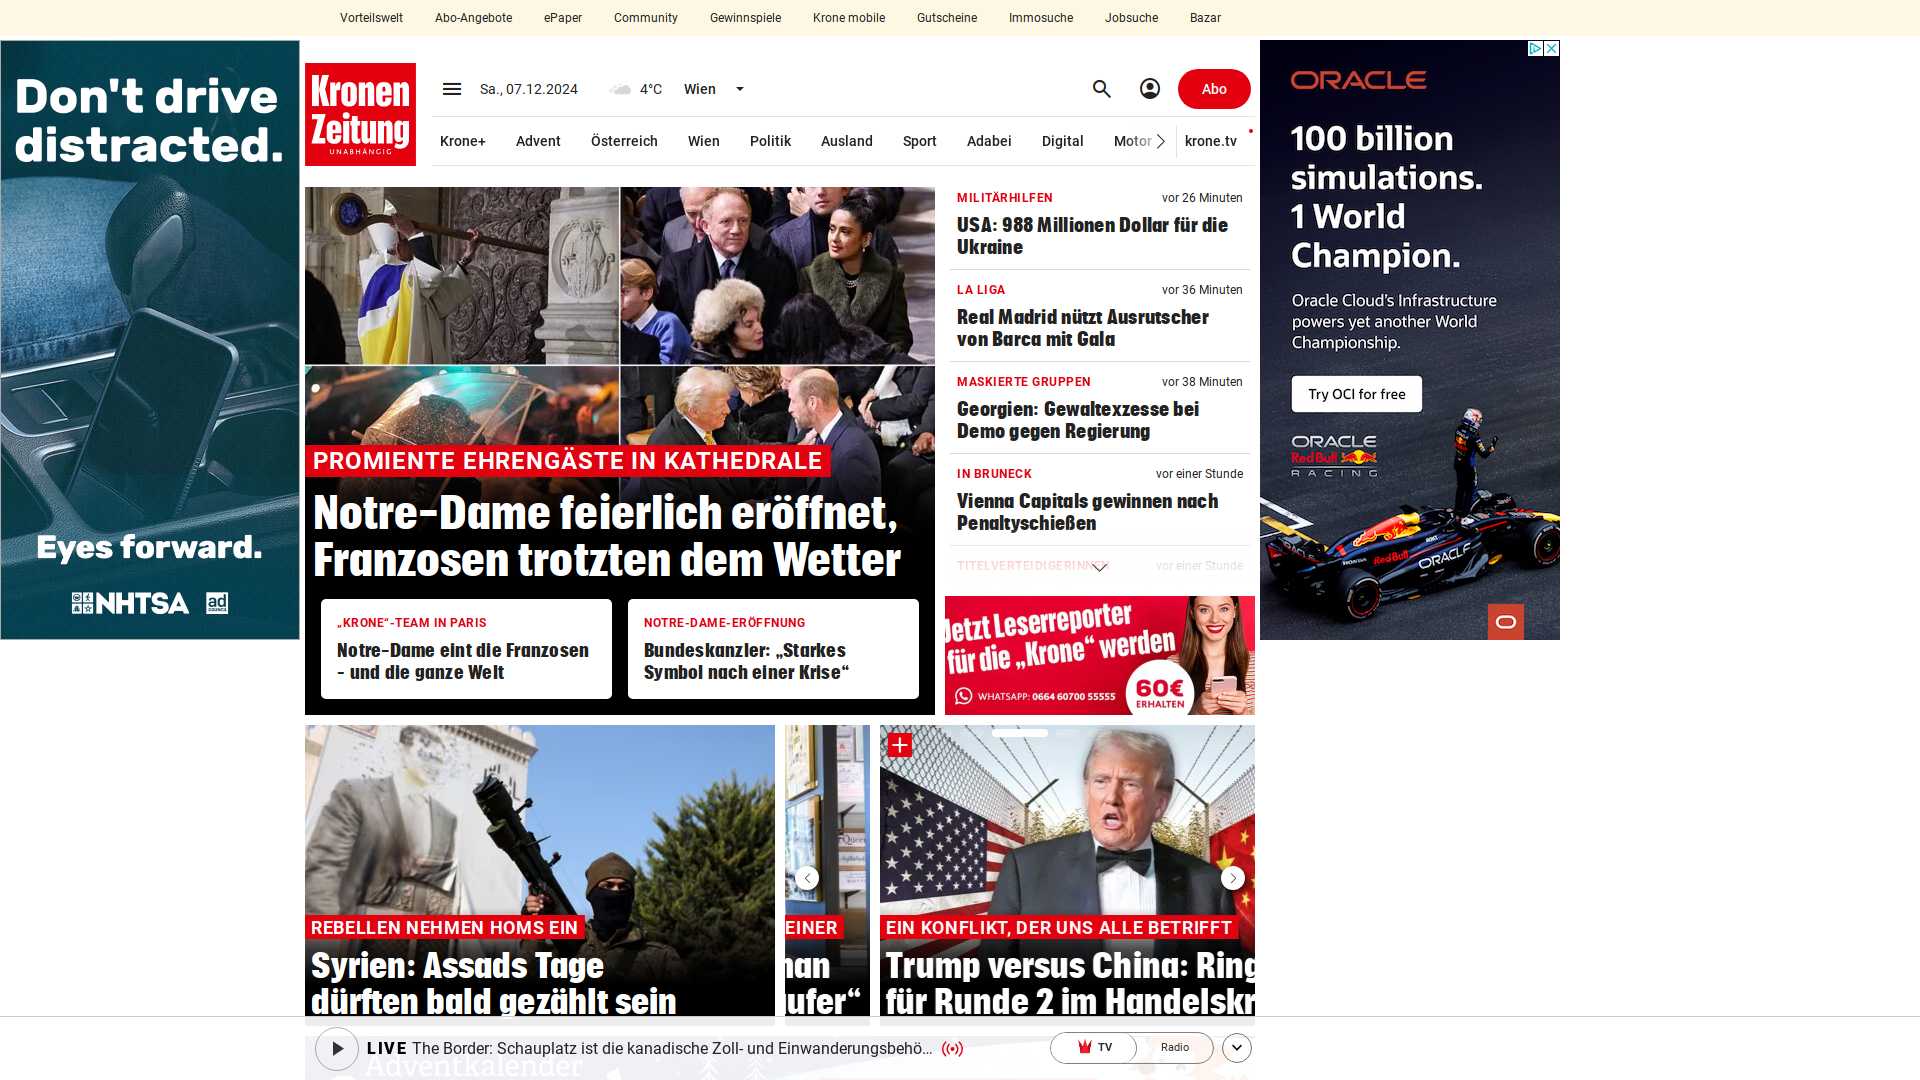 Vorteilswelt
Abo-Angebote
ePaper
Community
Gewinnspiele
Krone mobile
Gutscheine
Immosuche
Jobsuche
Bazar
Don't drive
distracted.
Eyes forward.
NHTSA
ad
COUNCIL
Kronen
Zeitung
UNABHÄNGIG
Sa., 07.12.2024
4°C
Wien
Abo
Krone+
Advent
Österreich
Wien
Politik
Ausland
Sport
Adabei
Digital
Motor
krone.tv
PROMIENTE EHRENGÄSTE IN KATHEDRALE
Notre-Dame feierlich eröffnet,
Franzosen trotzten dem Wetter
„KRONE“-TEAM IN PARIS
Notre-Dame eint die Franzosen
- und die ganze Welt
NOTRE-DAME-ERÖFFNUNG
Bundeskanzler: „Starkes
Symbol nach einer Krise“
MILITÄRHILFEN
vor 26 Minuten
USA: 988 Millionen Dollar für die
Ukraine
LA LIGA
vor 36 Minuten
Real Madrid nützt Ausrutscher
von Barca mit Gala
MASKIERTE GRUPPEN
vor 38 Minuten
Georgien: Gewaltexzesse bei
Demo gegen Regierung
IN BRUNECK
vor einer Stunde
Vienna Capitals gewinnen nach
Penaltyschießen
TITELVERTEIDIGERINNEN
vor einer Stunde
Jetzt Leserreporter
für die „Krone“ werden
WHATSAPP: 0664 60700 55555
60€
ERHALTEN
ORACLE
100 billion
simulations.
1 World
Champion.
Oracle Cloud's Infrastructure
powers yet another World
Championship.
Try OCI for free
ORACLE
Red Bull
RACING
Red Bull
ORACLE
REBELLEN NEHMEN HOMS EIN
Syrien: Assads Tage
dürften bald gezählt sein
EINER
nan
ufer“
EIN KONFLIKT, DER UNS ALLE BETRIFFT
Trump versus China: Ring
für Runde 2 im Handelskr
LIVE The Border: Schauplatz ist die kanadische Zoll- und Einwanderungsbehö...
TV
Radio
Adventkalender